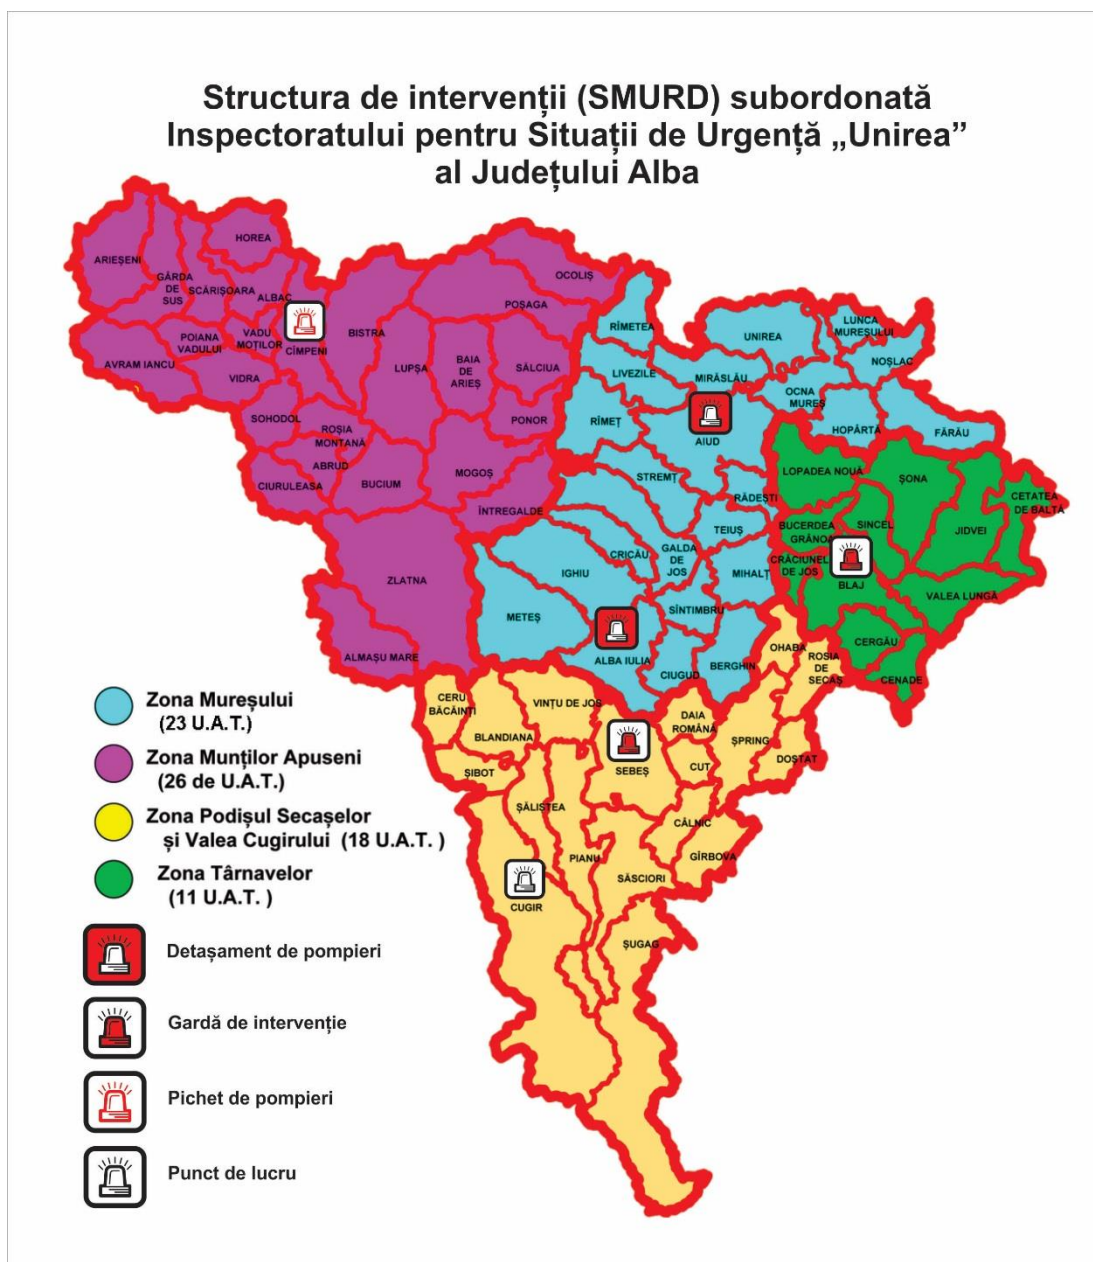 Structura de intervenții (SMURD) subordonată
Inspectoratului pentru Situații de Urgență „Unirea”
al Județului Alba
HOREA
ARIEȘENI
GÂRDA
DE
SUS
SCĂRIȘOARA
ALBAC
OCOLIȘ
POȘAGA
LUNCA
MUREȘULUI
RÎMETEA
UNIREA
BISTRA
POIANA
VADULUI
VADU
MOȚILOR
CÎMPENI
NOȘLAC
AVRAM IANCU
VIDRA
LUPȘA
BAIA
DE
ARIEȘ
SĂLCIUA
LIVEZILE
MIRĂSLĂU
OCNA
MUREȘ
SOHODOL
ROȘIA
MONTANĂ
PONOR
RÎMEȚ
AIUD
HOPÂRTĂ
FĂRĂU
ABRUD
CIURULEASA
BUCIUM
MOGOȘ
STREMȚ
LOPADEA NOUĂ
ȘONA
CETATEA
DE BALTĂ
RĂDEȘTI
ÎNTREGALDE
TEIUȘ
BUCERDEA
GRÂNOA
SINCEL
JIDVEI
CRICĂU
GALDA
DE
JOS
IGHIU
MIHALȚ
CRĂCIUNEL
DE JOS
BLAJ
ZLATNA
VALEA LUNGĂ
METEȘ
SÎNTIMBRU
ALMAȘU MARE
ALBA IULIA
CIUGUD
BERGHIN
OHABA
ROSIA
DE
SECAȘ
CERGĂU
CENADE
Zona Mureșului
(23 U.A.T.)
CERU
BĂCĂINȚI
VINȚU DE JOS
BLANDIANA
DAIA
ROMÂNĂ
ȘPRING
Zona Munților Apuseni
(26 de U.A.T.)
ȘIBOT
SEBEȘ
CUT
DOȘTAT
Zona Podișul Secașelor
și Valea Cugirului (18 U.A.T. )
ȘĂLIȘTEA
CÂLNIC
PIANU
GÎRBOVA
Zona Târnavelor
(11 U.A.T. )
SĂSCIORI
CUGIR
ȘUGAG
Detașament de pompieri
Gardă de intervenție
Pichet de pompieri
Punct de lucru